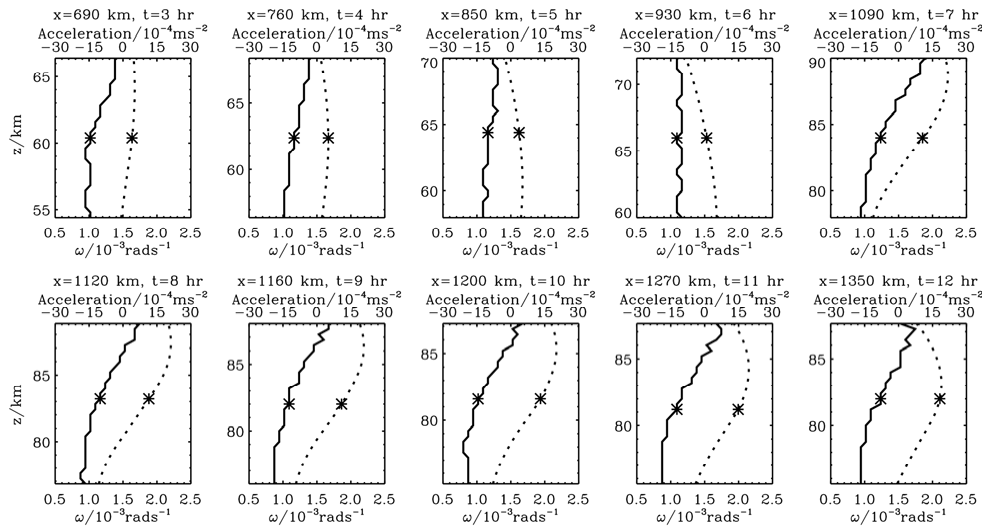 x=690 km, t=3 hr x=760 km, t=4 hr x=850 km, t=5 hr x=930 km, t=6 hr x=1090 km, t=7 hr
Acceleration/10⁻⁴ms⁻² Acceleration/10⁻⁴ms⁻² Acceleration/10⁻⁴ms⁻² Acceleration/10⁻⁴ms⁻² Acceleration/10⁻⁴ms⁻²
-30 -15 0 15 30 -30 -15 0 15 30 -30 -15 0 15 30 -30 -15 0 15 30 -30 -15 0 15 30
70 72 90
65 70
65 85
65
z/km 60 65
60 60 80
55 60
0.5 1.0 1.5 2.0 2.5 0.5 1.0 1.5 2.0 2.5 0.5 1.0 1.5 2.0 2.5 0.5 1.0 1.5 2.0 2.5 0.5 1.0 1.5 2.0 2.5
ω/10⁻³rads⁻¹ ω/10⁻³rads⁻¹ ω/10⁻³rads⁻¹ ω/10⁻³rads⁻¹ ω/10⁻³rads⁻¹
x=1120 km, t=8 hr x=1160 km, t=9 hr x=1200 km, t=10 hr x=1270 km, t=11 hr x=1350 km, t=12 hr
Acceleration/10⁻⁴ms⁻² Acceleration/10⁻⁴ms⁻² Acceleration/10⁻⁴ms⁻² Acceleration/10⁻⁴ms⁻² Acceleration/10⁻⁴ms⁻²
-30 -15 0 15 30 -30 -15 0 15 30 -30 -15 0 15 30 -30 -15 0 15 30 -30 -15 0 15 30
85 85 85 85 85
z/km
80 80 80 80 80
0.5 1.0 1.5 2.0 2.5 0.5 1.0 1.5 2.0 2.5 0.5 1.0 1.5 2.0 2.5 0.5 1.0 1.5 2.0 2.5 0.5 1.0 1.5 2.0 2.5
ω/10⁻³rads⁻¹ ω/10⁻³rads⁻¹ ω/10⁻³rads⁻¹ ω/10⁻³rads⁻¹ ω/10⁻³rads⁻¹